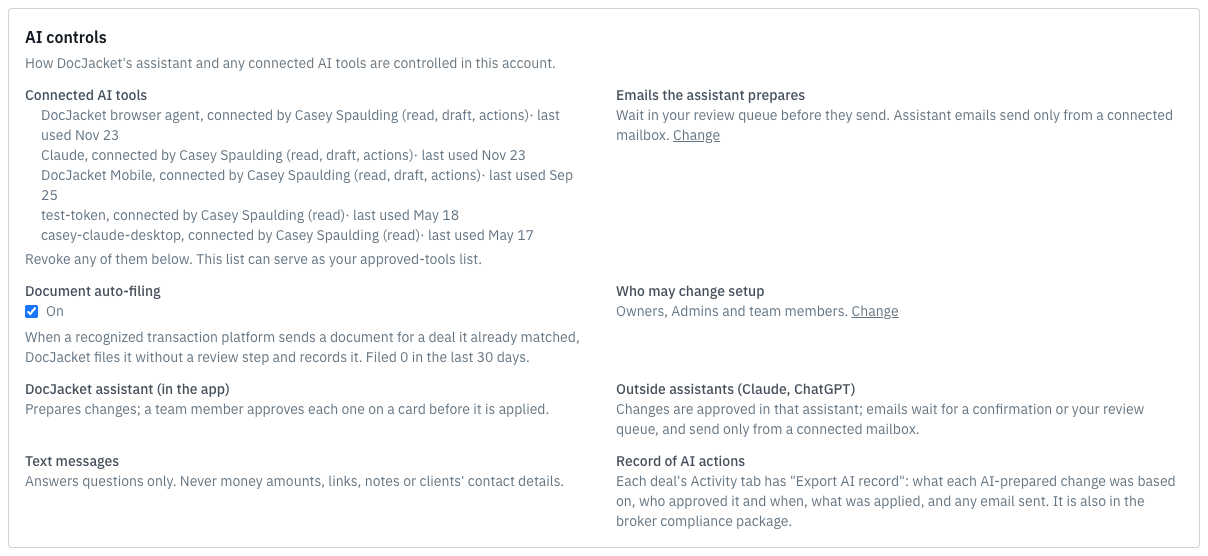 AI controls
How DocJacket's assistant and any connected AI tools are controlled in this account.
Connected AI tools
DocJacket browser agent, connected by Casey Spaulding (read, draft, actions)· last
used Nov 23
Claude, connected by Casey Spaulding (read, draft, actions)· last used Nov 23
DocJacket Mobile, connected by Casey Spaulding (read, draft, actions)· last used Sep
25
test-token, connected by Casey Spaulding (read)· last used May 18
casey-claude-desktop, connected by Casey Spaulding (read)· last used May 17
Revoke any of them below. This list can serve as your approved-tools list.
Emails the assistant prepares
Wait in your review queue before they send. Assistant emails send only from a connected
mailbox. Change
Document auto-filing
On
When a recognized transaction platform sends a document for a deal it already matched,
DocJacket files it without a review step and records it. Filed 0 in the last 30 days.
Who may change setup
Owners, Admins and team members. Change
DocJacket assistant (in the app)
Prepares changes; a team member approves each one on a card before it is applied.
Outside assistants (Claude, ChatGPT)
Changes are approved in that assistant; emails wait for a confirmation or your review
queue, and send only from a connected mailbox.
Text messages
Answers questions only. Never money amounts, links, notes or clients' contact details.
Record of AI actions
Each deal's Activity tab has "Export AI record": what each AI-prepared change was based
on, who approved it and when, what was applied, and any email sent. It is also in the
broker compliance package.